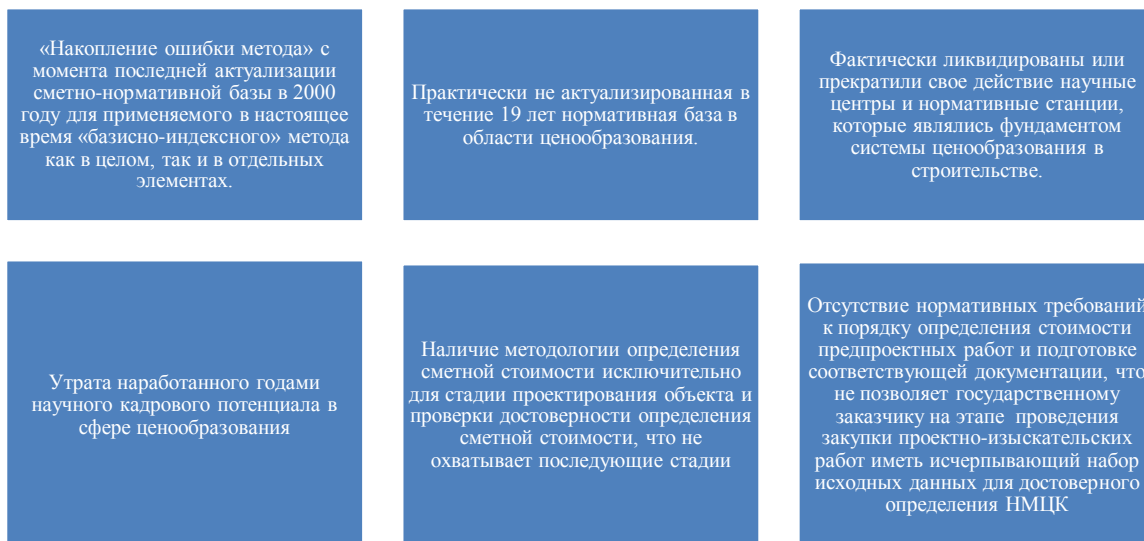 «Накопление ошибки метода» с
момента последней актуализации
сметно-нормативной базы в 2000
году для применяемого в настоящее
время «базисно-индексного» метода
как в целом, так и в отдельных
элементах.
Практически не актуализированная в
течение 19 лет нормативная база в
области ценообразования.
Фактически ликвидированы или
прекратили свое действие научные
центры и нормативные станции,
которые являлись фундаментом
системы ценообразования в
строительстве.
Утрата наработанного годами
научного кадрового потенциала в
сфере ценообразования
Наличие методологии определения
сметной стоимости исключительно
для стадии проектирования объекта и
проверки достоверности определения
сметной стоимости, что не
охватывает последующие стадии
Отсутствие нормативных требований
к порядку определения стоимости
предпроектных работ и подготовке
соответствующей документации, что
не позволяет государственному
заказчику на этапе проведения
закупки проектно-изыскательских
работ иметь исчерпывающий набор
исходных данных для достоверного
определения НМЦК